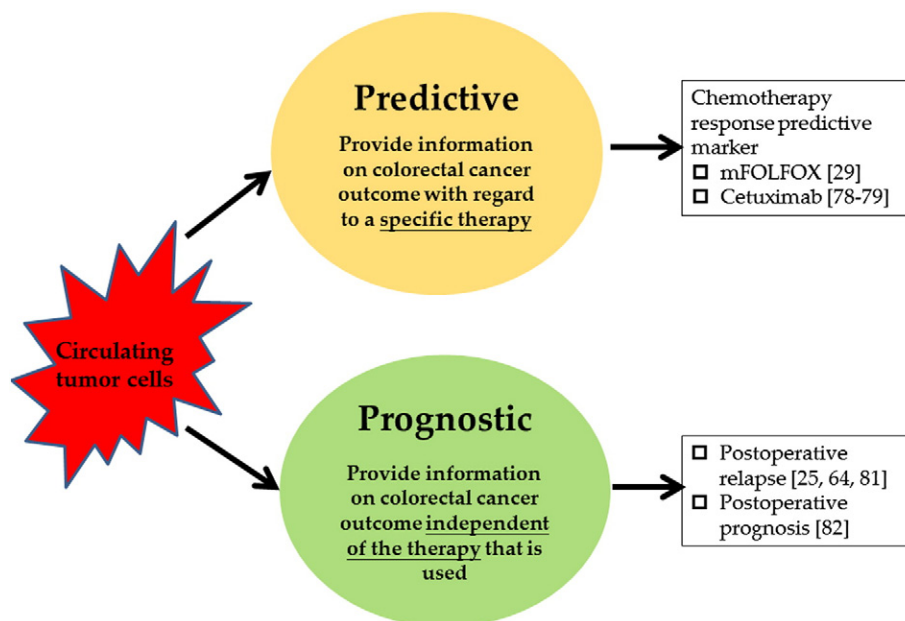 Circulating
tumor cells
Predictive
Provide information
on colorectal cancer
outcome with regard
to a specific therapy
Chemotherapy
response predictive
marker
mFOLFOX [29]
Cetuximab [78-79]
Prognostic
Provide information
on colorectal cancer
outcome independent
of the therapy that is
used
Postoperative
relapse [25, 64, 81]
Postoperative
prognosis [82]